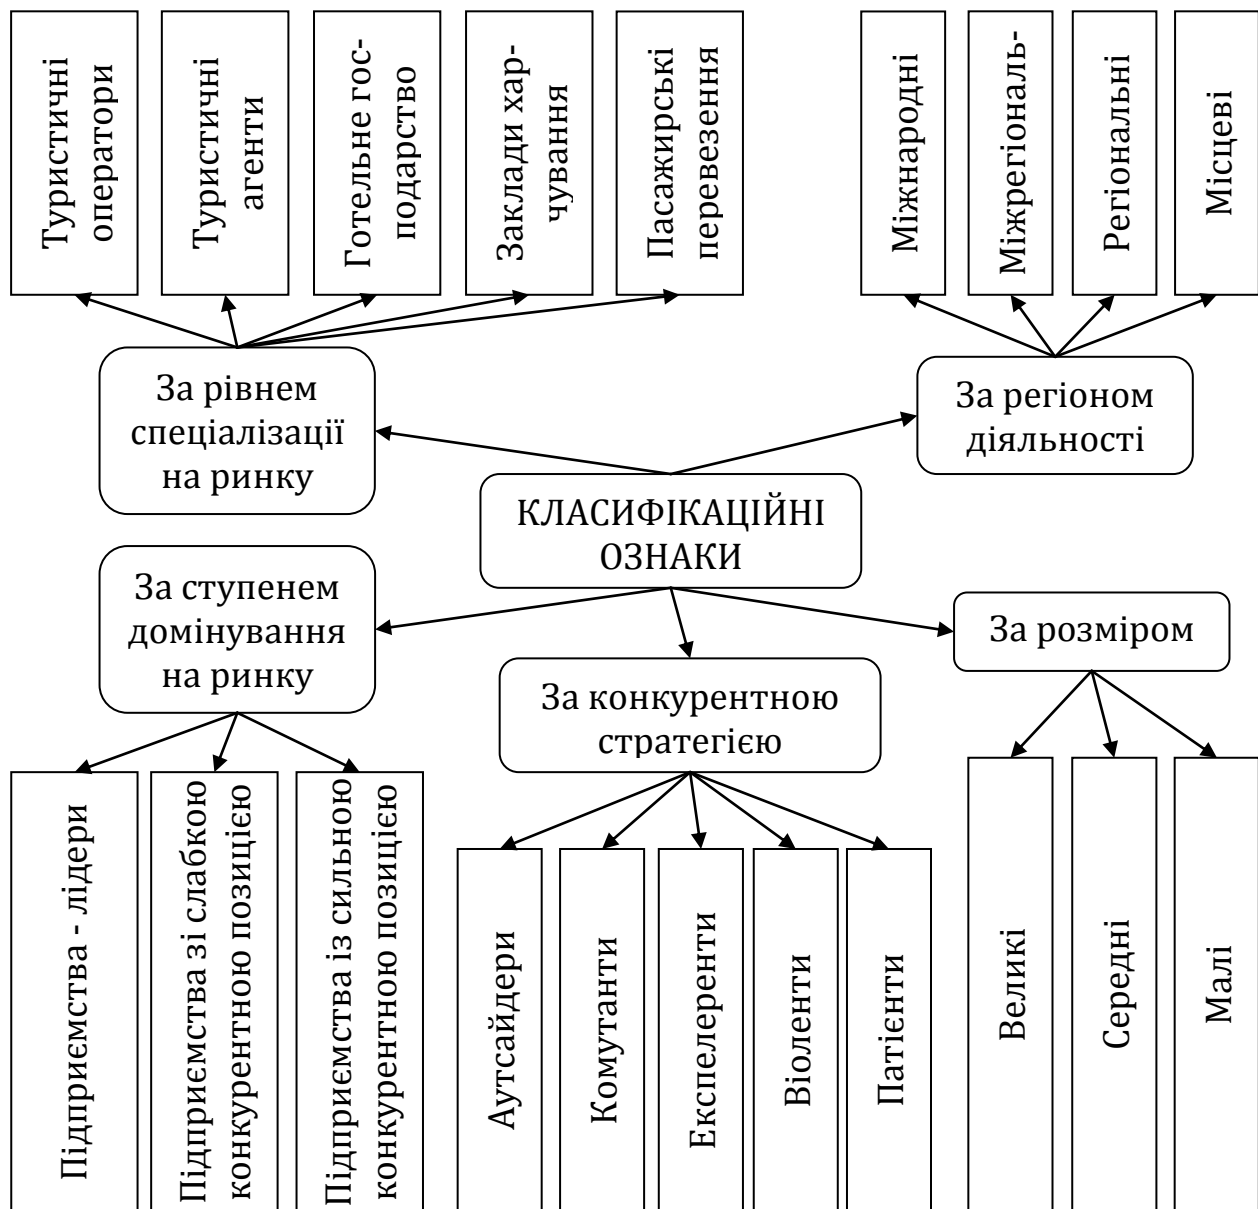 Туристичні
оператори
Туристичні
агенти
Готельне гос-
подарство
Заклади хар-
чування
Пасажирські
перевезення
Міжнародні
Міжрегіональ-
Регіональні
Місцеві
За рівнем
спеціалізації
на ринку
За регіоном
діяльності
КЛАСИФІКАЦІЙНІ
ОЗНАКИ
За ступенем
домінування
на ринку
За конкурентною
стратегією
За розміром
Підприємства - лідери
Підприємства зі слабкою
конкурентною позицією
Підприємства із сильною
конкурентною позицією
Аутсайдери
Комутанти
Експелеренти
Віоленти
Патієнти
Великі
Середні
Малі